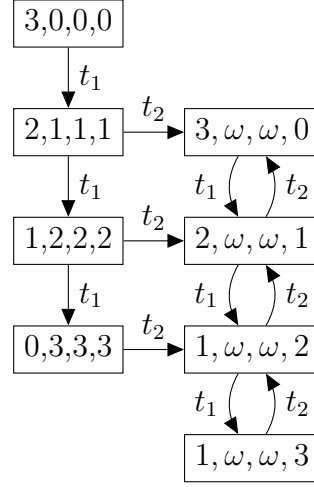 3,0,0,0
t₁
2,1,1,1 t₂ 3, ω, ω, 0
t₁ t₁ t₂
1,2,2,2 t₂ 2, ω, ω, 1
t₁ t₁ t₂
0,3,3,3 t₂ 1, ω, ω, 2
t₁ t₂
1, ω, ω, 3